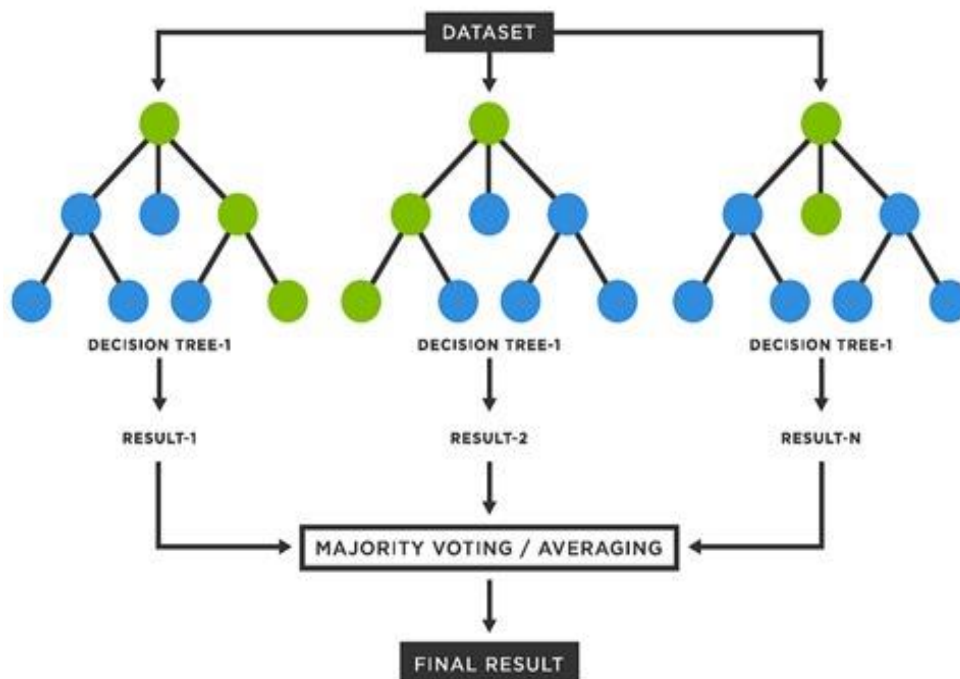 DATASET
DECISION TREE-1
DECISION TREE-1
DECISION TREE-1
RESULT-1
RESULT-2
RESULT-N
MAJORITY VOTING / AVERAGING
FINAL RESULT